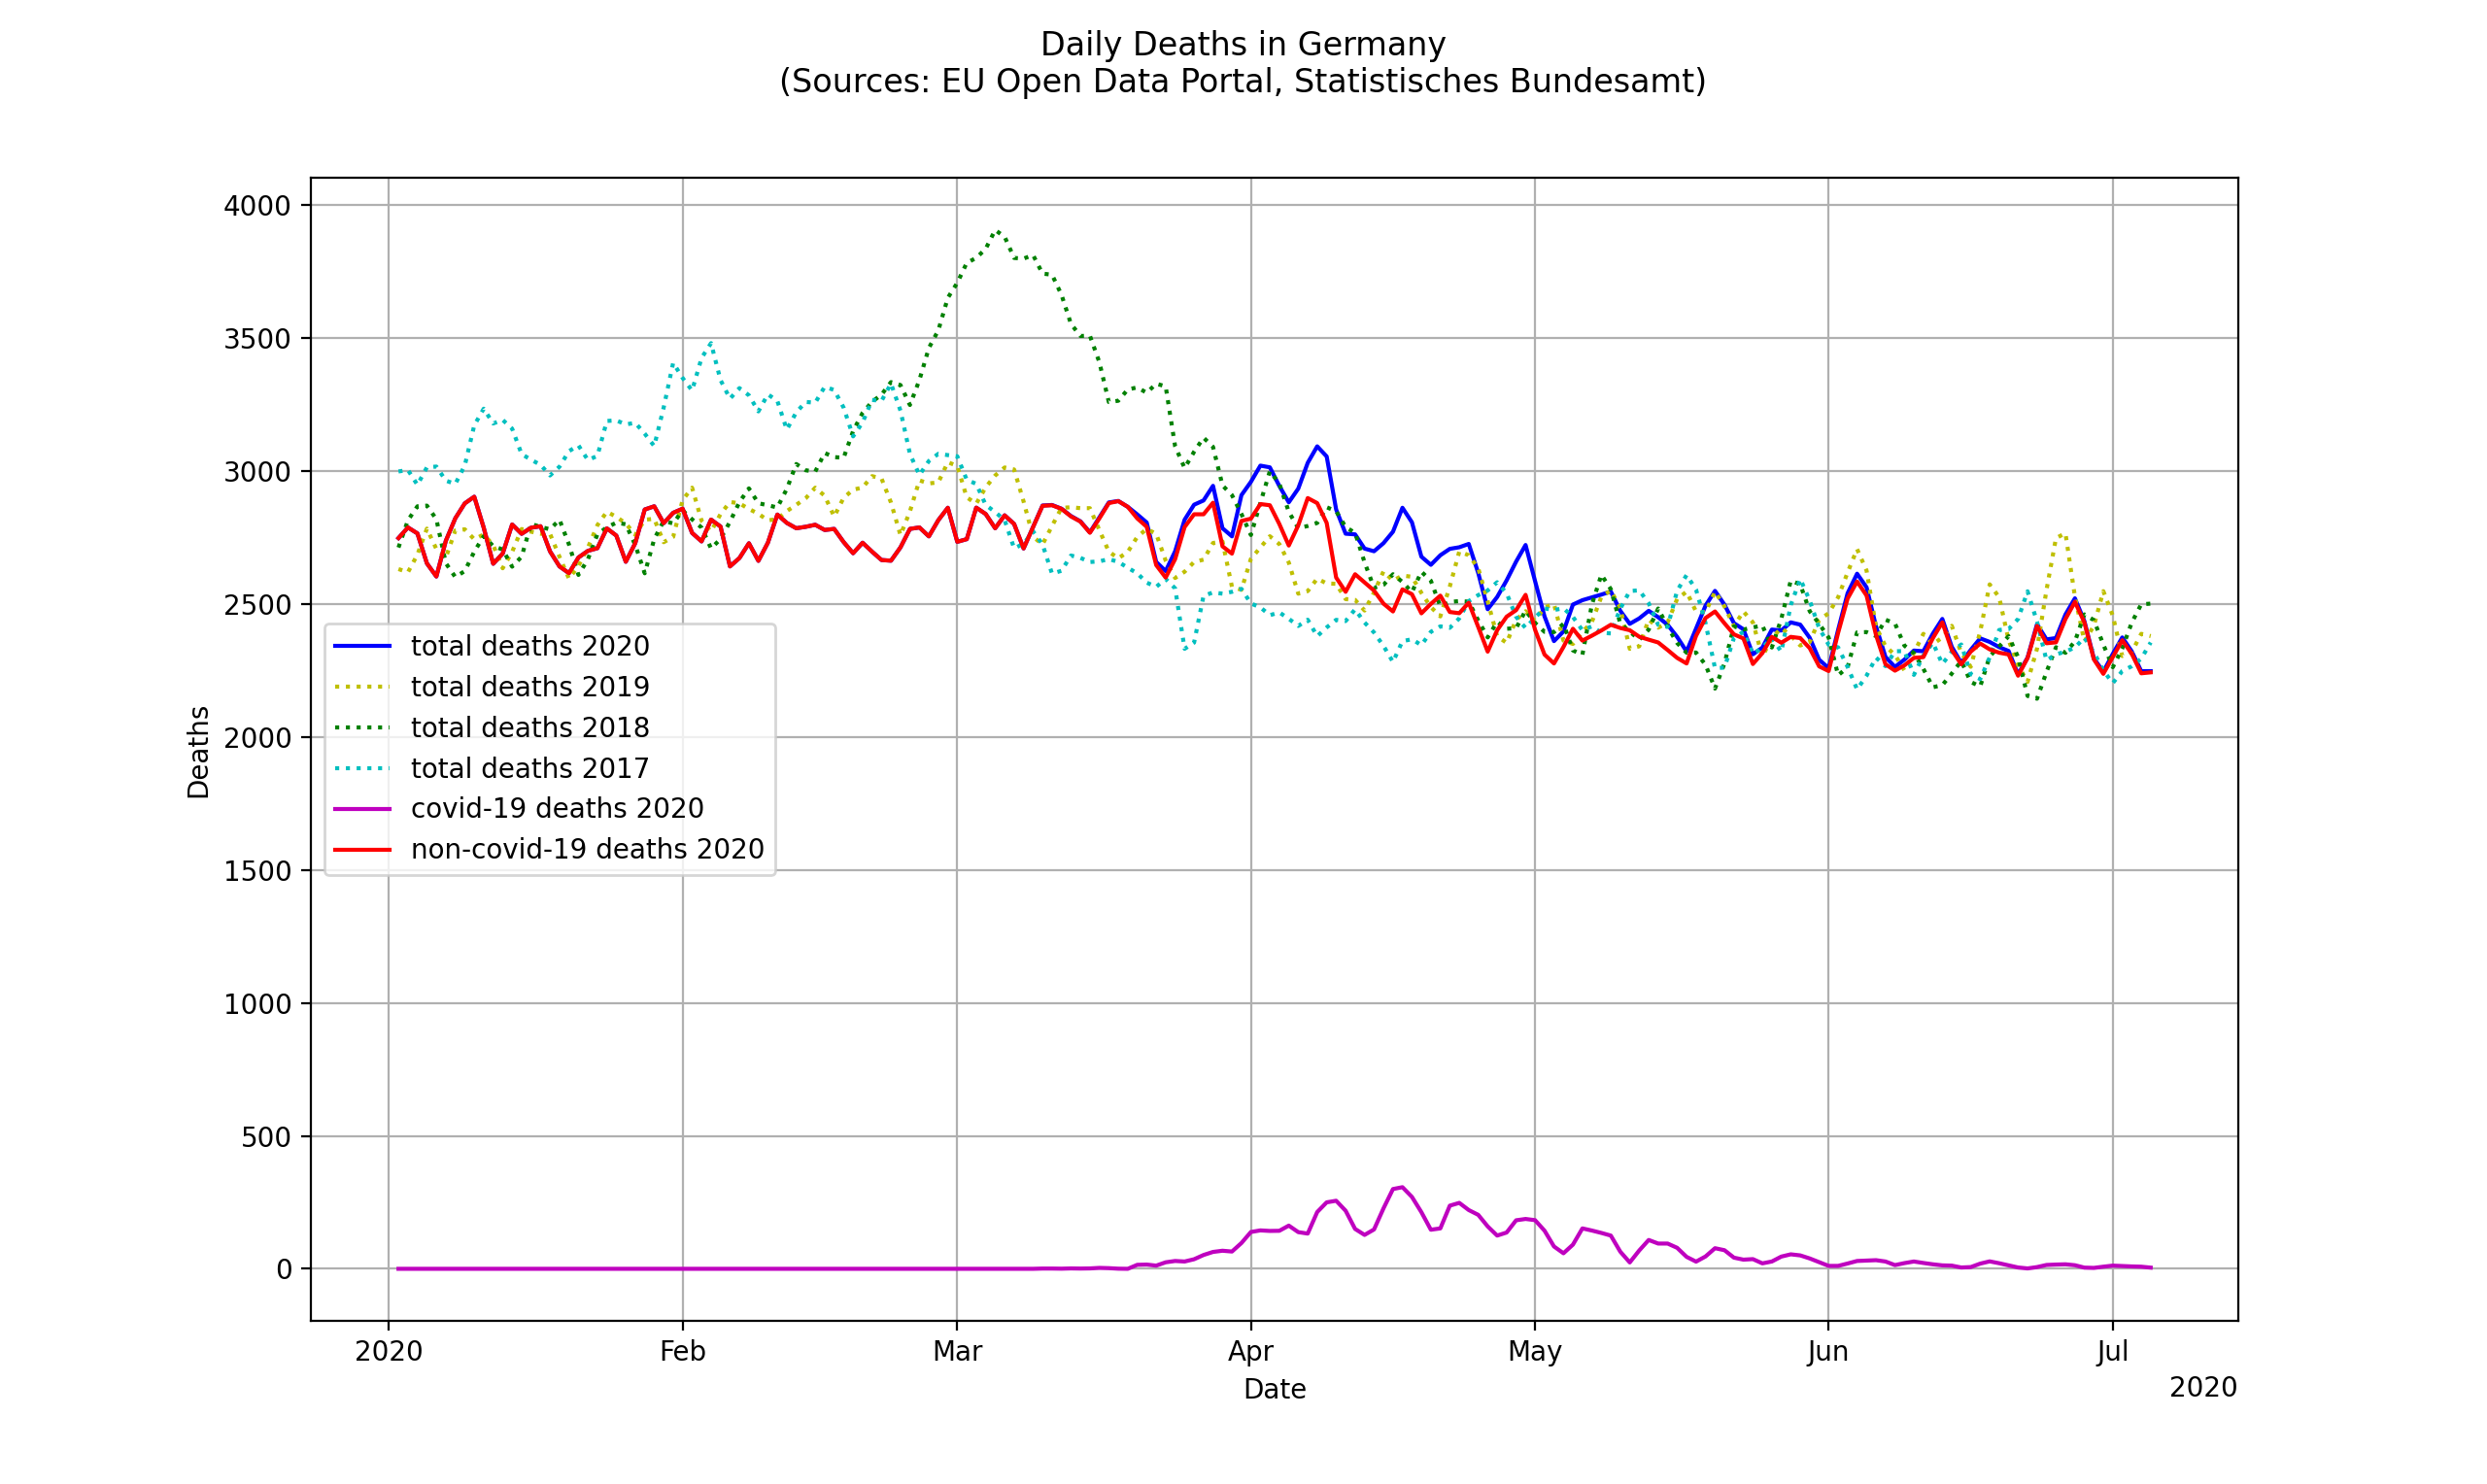 Daily Deaths in Germany
(Sources: EU Open Data Portal, Statistisches Bundesamt)
4000
3500
3000
2500
2000
1500
1000
500
0
Deaths
total deaths 2020
total deaths 2019
total deaths 2018
total deaths 2017
covid-19 deaths 2020
non-covid-19 deaths 2020
2020 Feb Mar Apr May Jun Jul
Date
2020